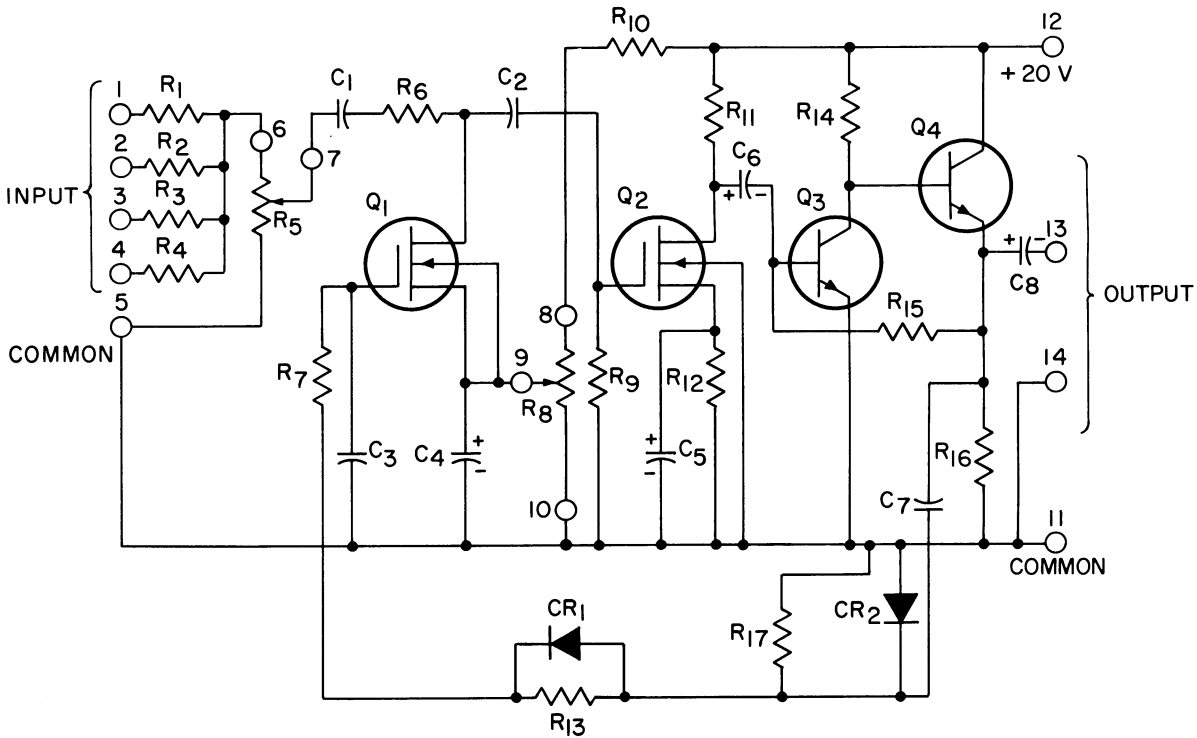 R10
12
+20 V
INPUT
1
R1
2
R2
3
R3
4
R4
5
COMMON
6
R5
7
C1
R6
C2
Q1
R7
C3
C4
+
-
8
9
R8
10
R9
Q2
R11
C6
+
-
R12
C5
+
-
Q3
R14
Q4
R15
+
-
13
C8
OUTPUT
14
R16
C7
11
COMMON
CR1
R13
R17
CR2